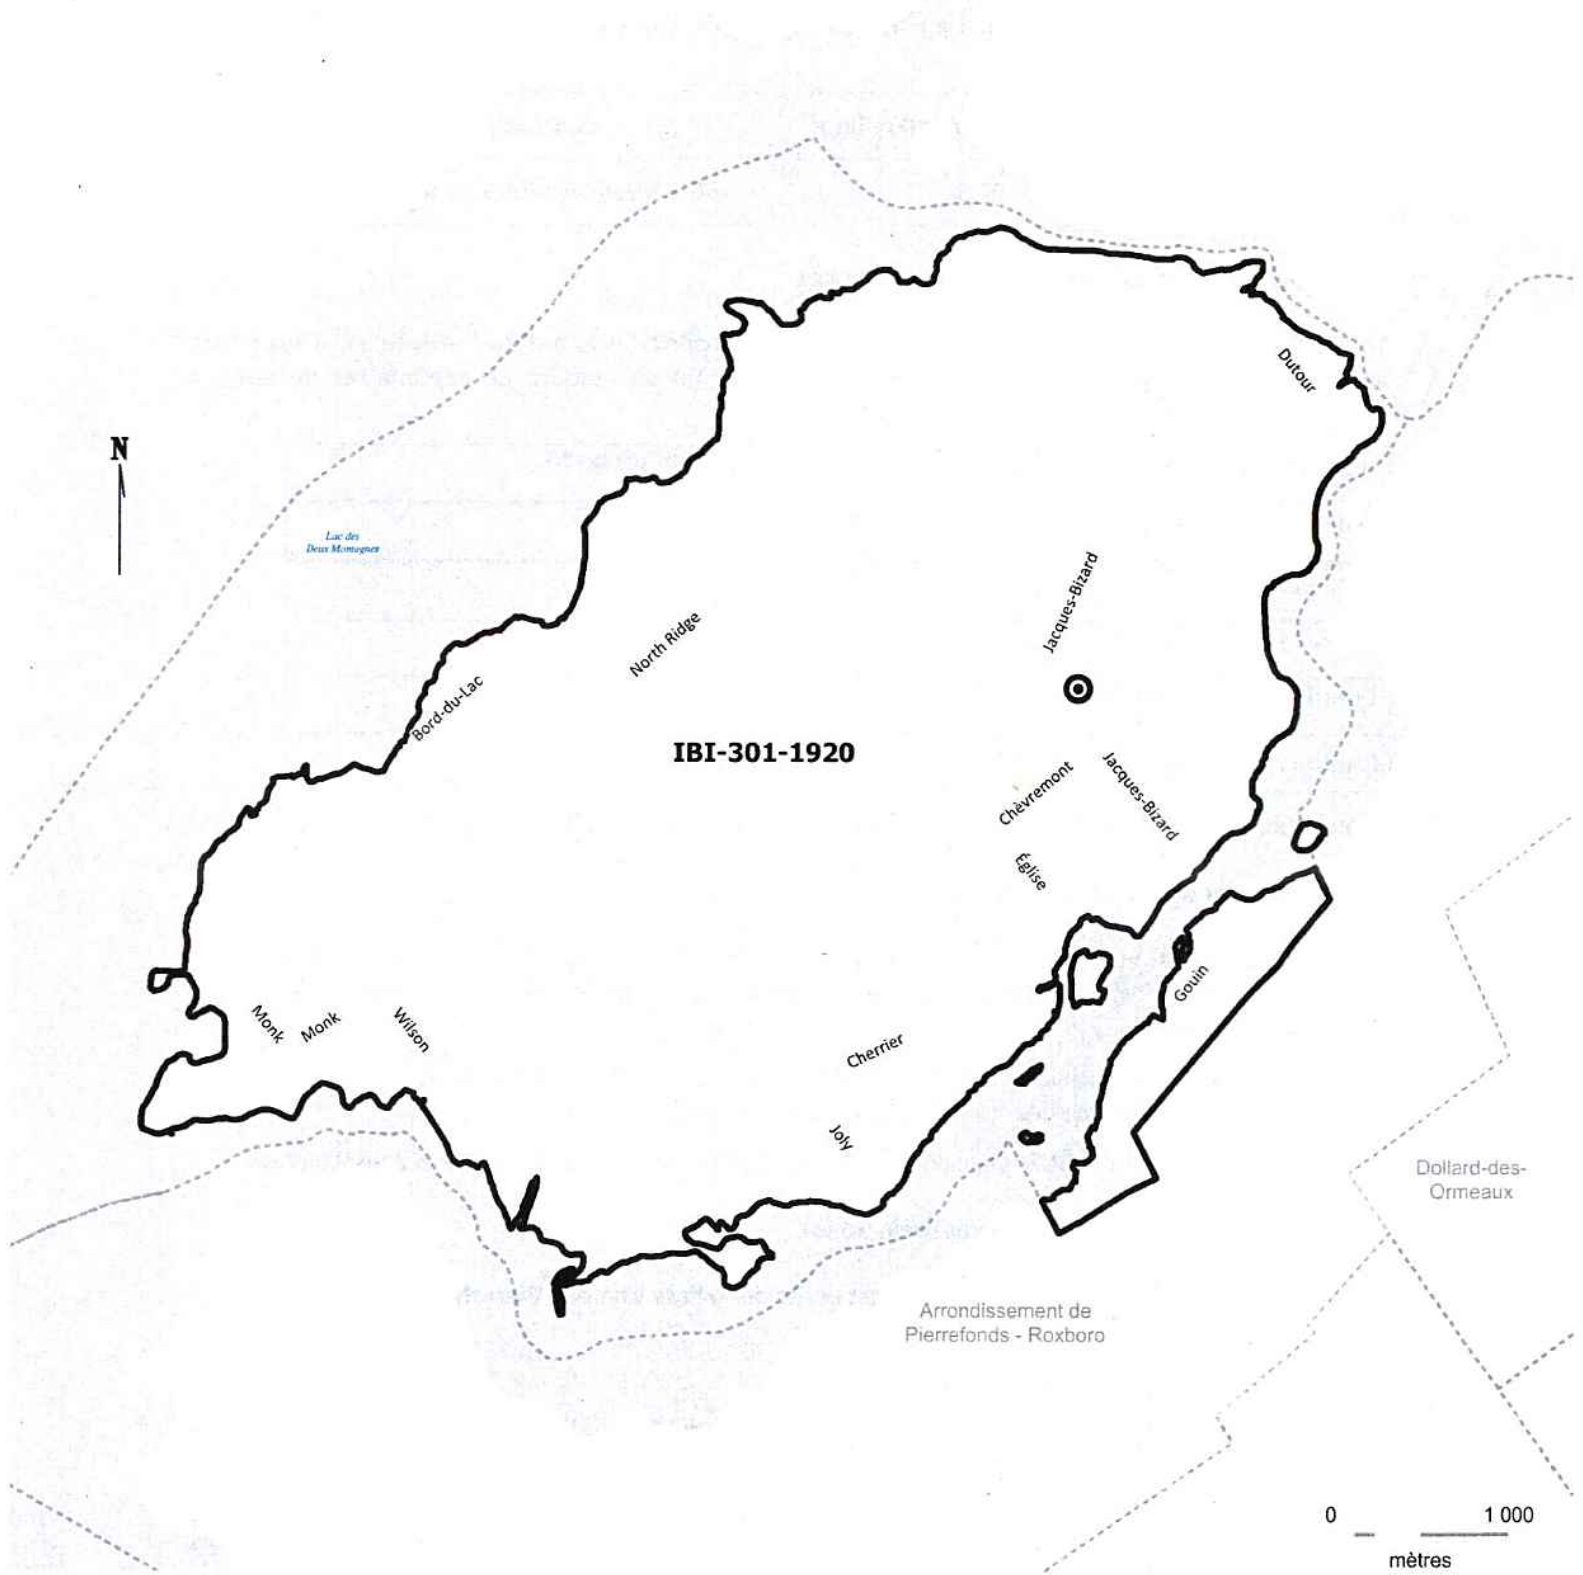 Dutour
N
Lac des
Deux Montagnes
Jacques-Bizard
North Ridge
Bord-du-Lac
IBI-301-1920
Chèvremont
Jacques-Bizard
Église
Gouin
Monk
Monk
Wilson
Cherrier
Joly
Dollard-des-
Ormeaux
Arrondissement de
Pierrefonds - Roxboro
0 1 000
mètres